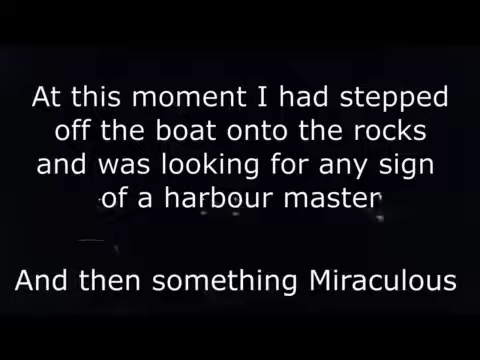 At this moment I had stepped
off the boat onto the rocks
and was looking for any sign
of a harbour master
And then something Miraculous